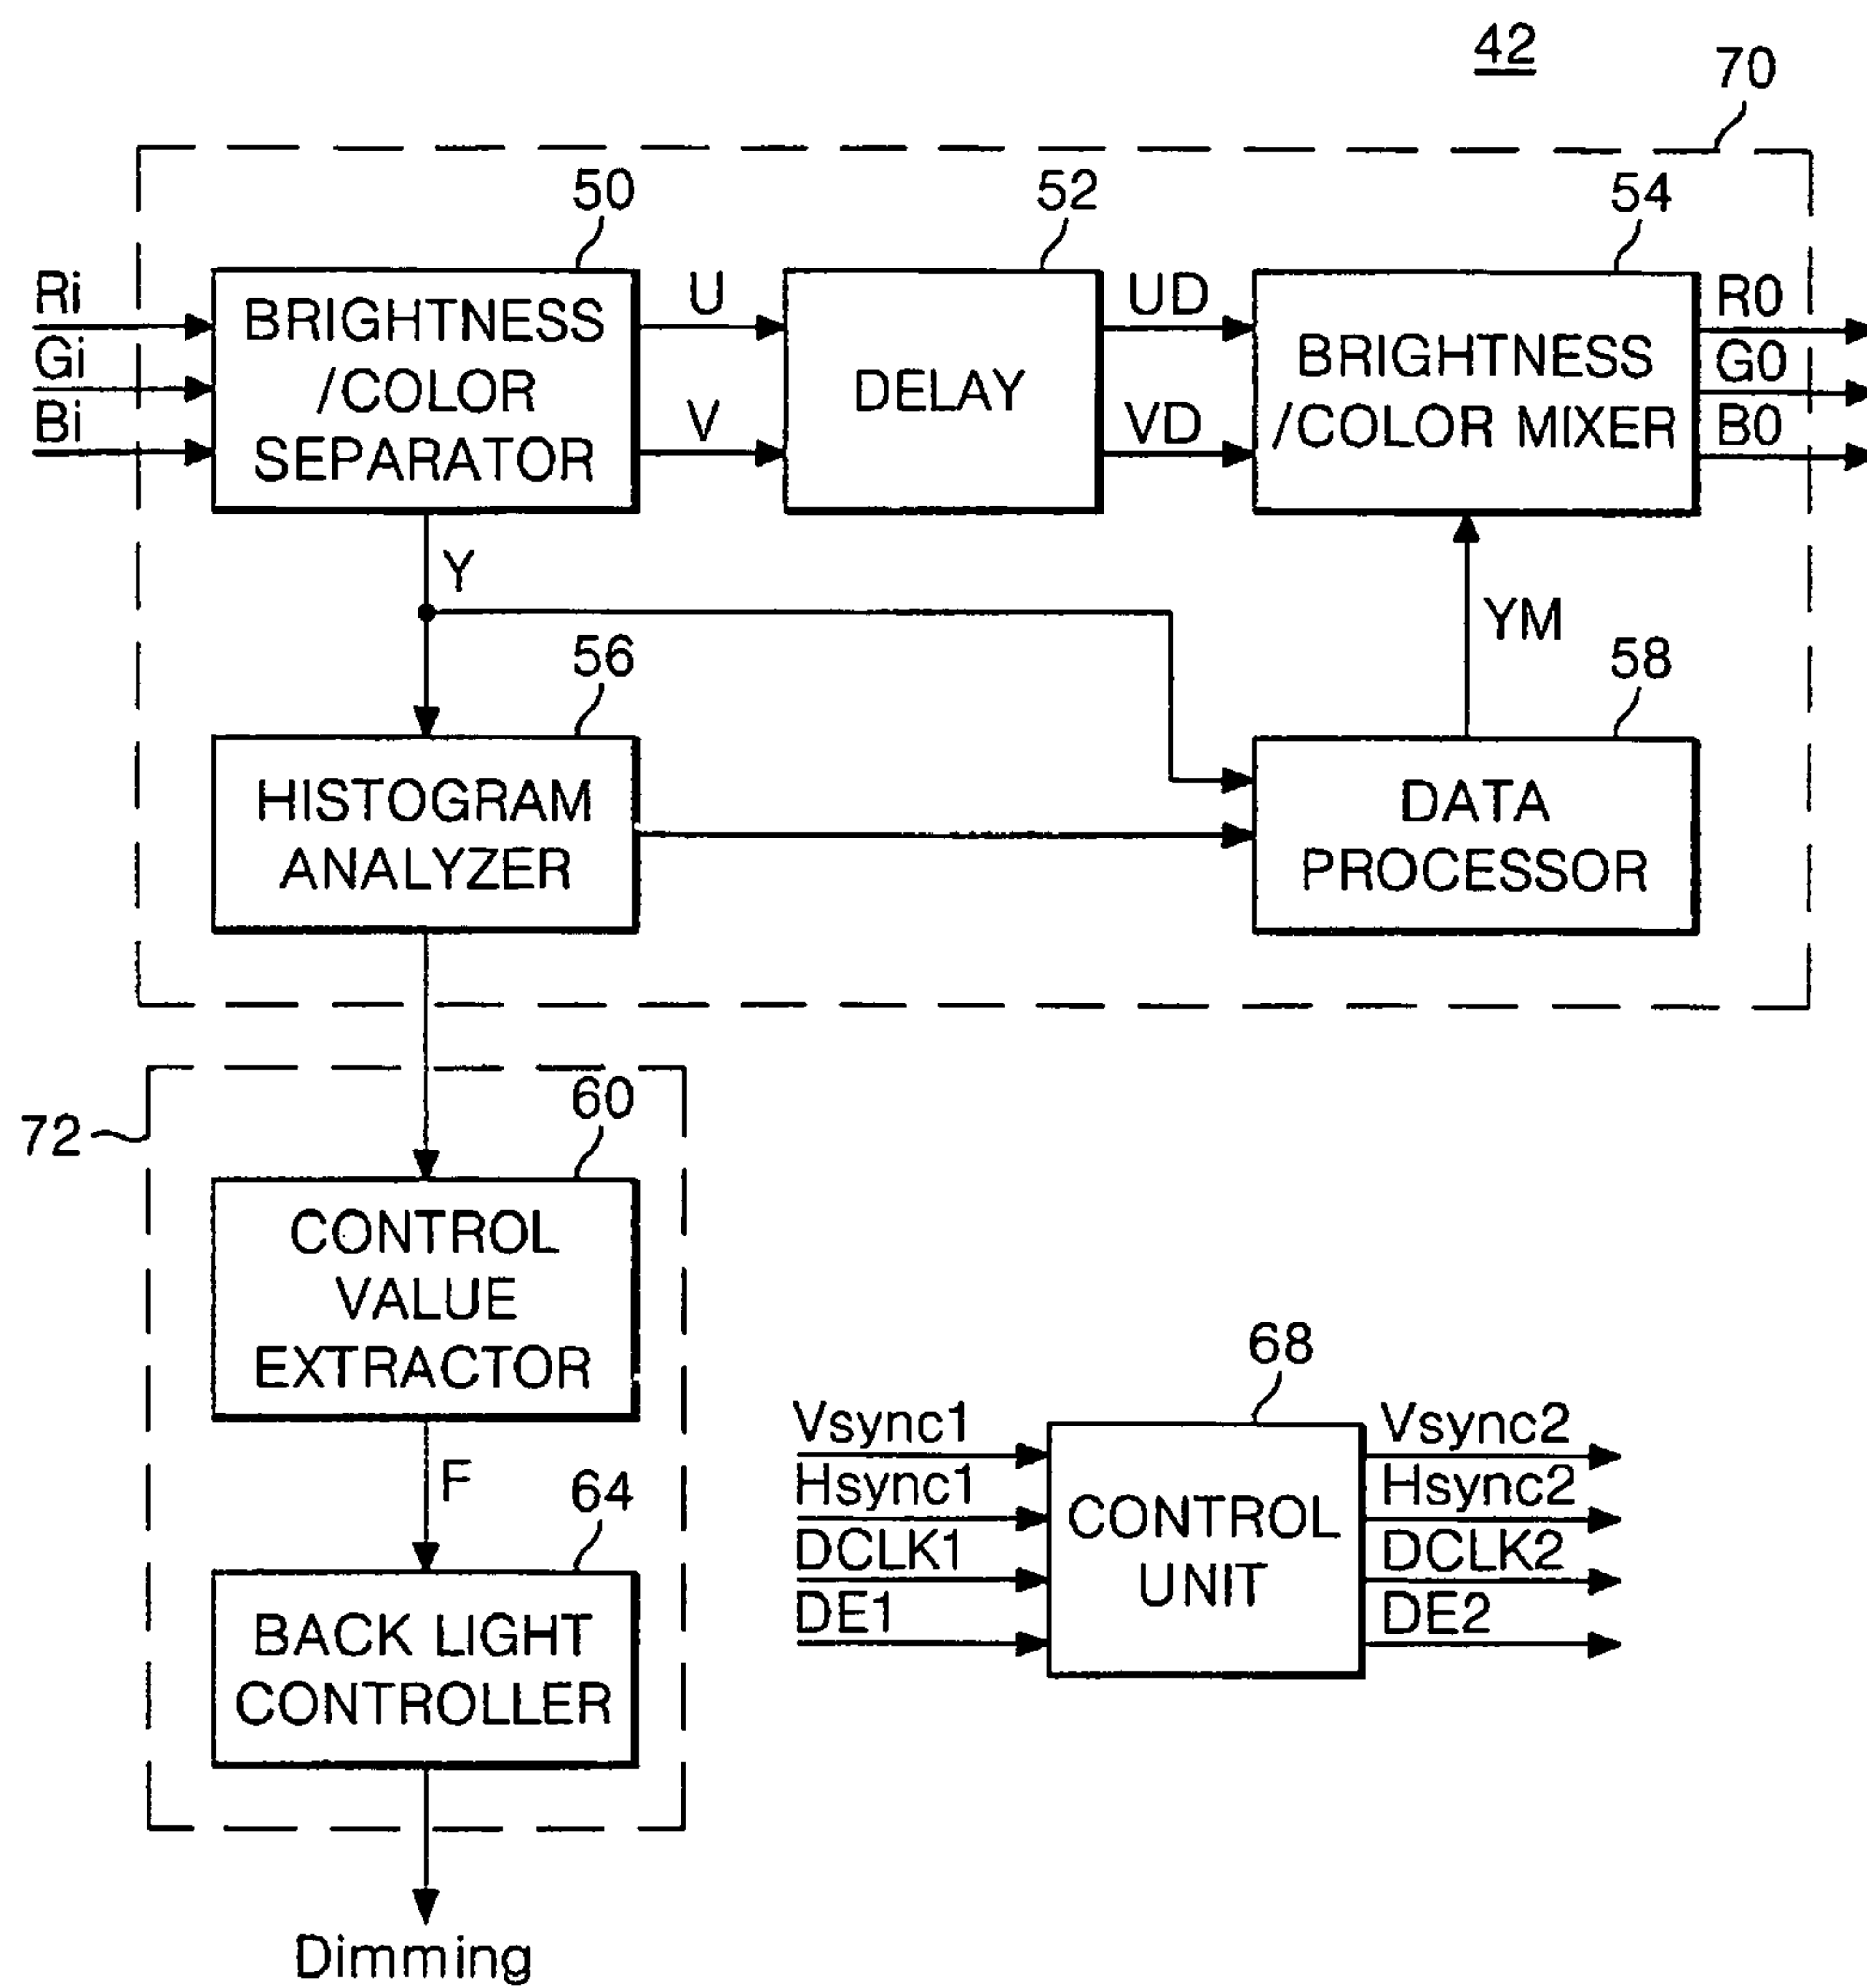 42
70
50
52
54
Ri
Gi
Bi
BRIGHTNESS
/COLOR
SEPARATOR
U
V
DELAY
UD
VD
BRIGHTNESS
/COLOR MIXER
R0
G0
B0
Y
YM
56
58
HISTOGRAM
ANALYZER
DATA
PROCESSOR
72
60
CONTROL
VALUE
EXTRACTOR
F
64
BACK LIGHT
CONTROLLER
Dimming
68
Vsync1
Hsync1
DCLK1
DE1
CONTROL
UNIT
Vsync2
Hsync2
DCLK2
DE2